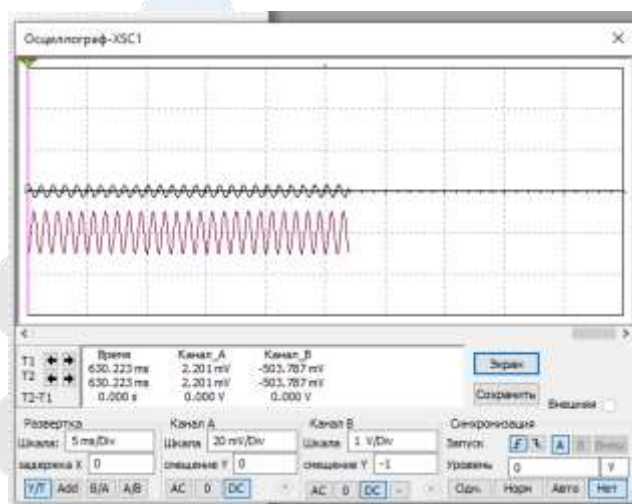 Осциллограф-XSC1
Время Канал_A Канал_B
T1 630.223 ms 2.201 mV -503.787 mV
T2 630.223 ms 2.201 mV -503.787 mV
T2-T1 0.000 s 0.000 V 0.000 V
Экран
Сохранить
Внешняя
Развертка Канал A Канал B Синхронизация
Шкала: 5 ms/Div Шкала 20 mV/Div Шкала 1 V/Div Запуск A
задержка X 0 смещение Y 0 смещение Y -1 Уровень 0 V
Y/T Add B/A A/B AC 0 DC AC 0 DC - Одн. Норм Авто Нет